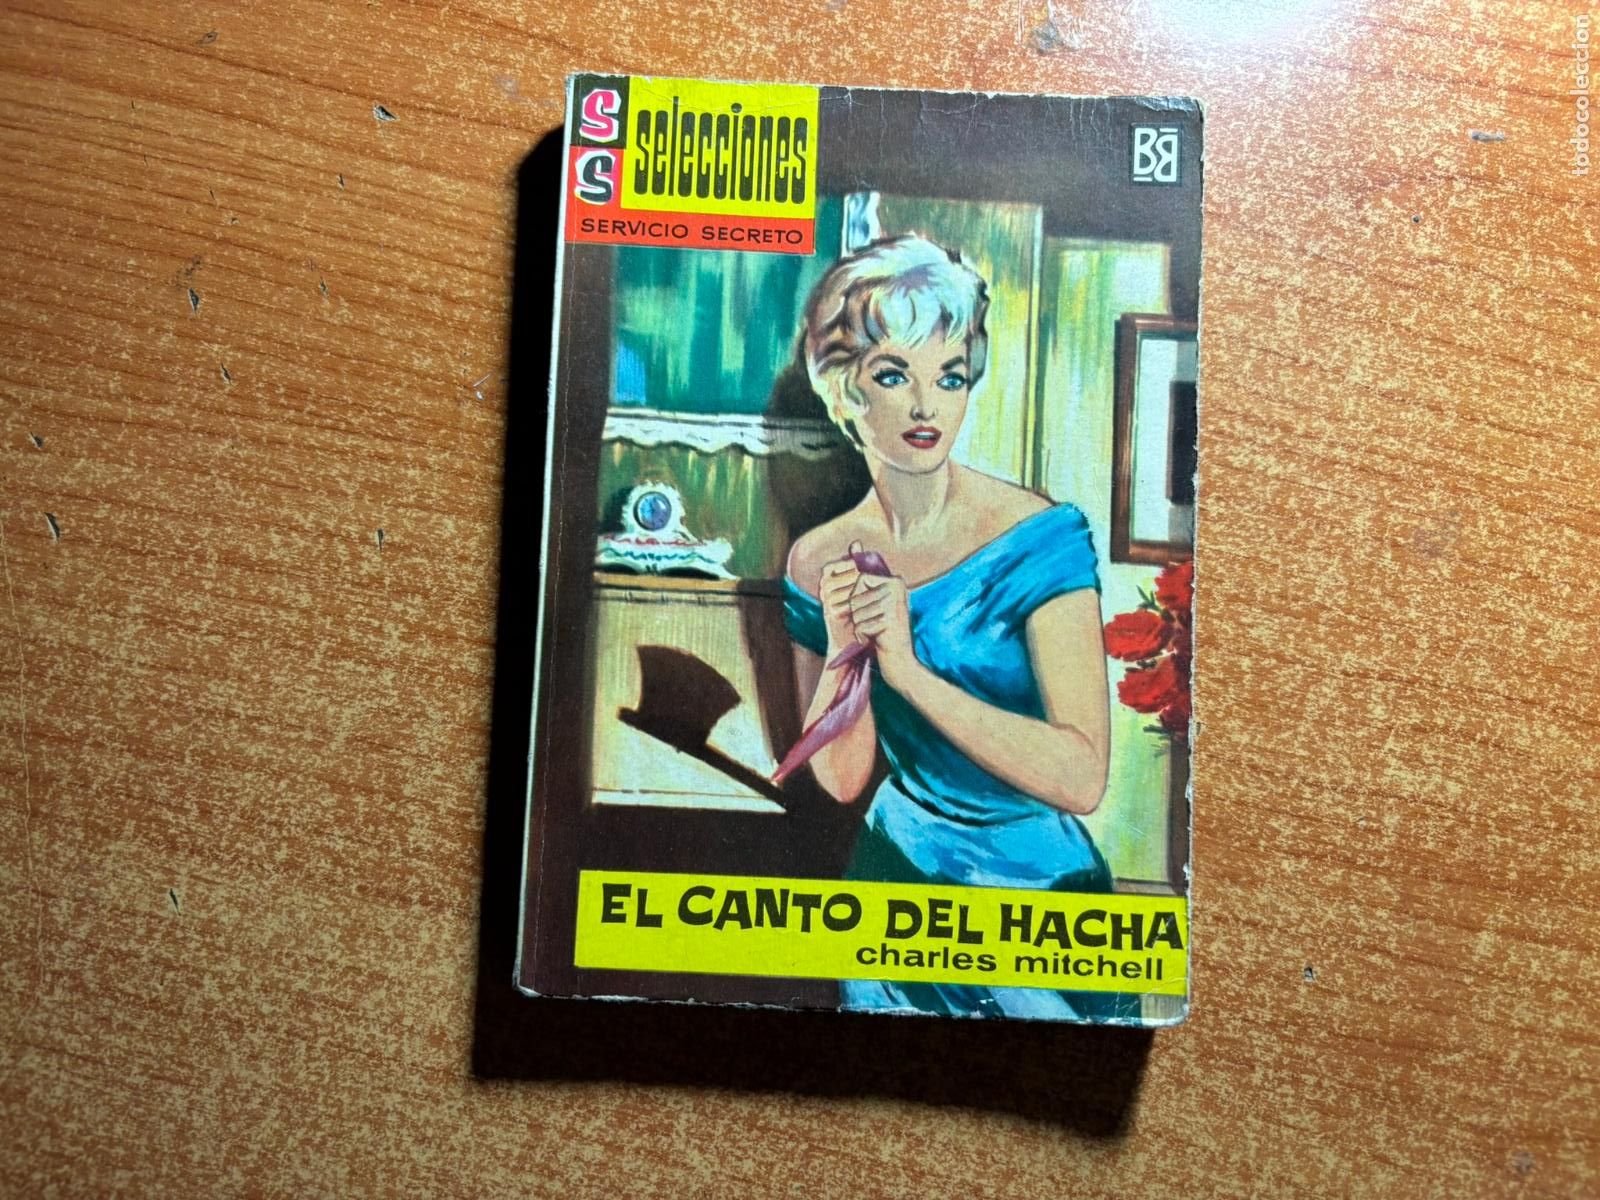 S selecciones
S
SERVICIO SECRETO
BB
EL CANTO DEL HACHA
charles mitchell
todocoleccion